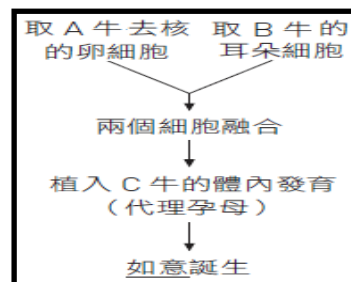 取A牛去核
的卵細胞
取B牛的
耳朵細胞
兩個細胞融合
植入C牛的體內發育
（代理孕母）
如意誕生